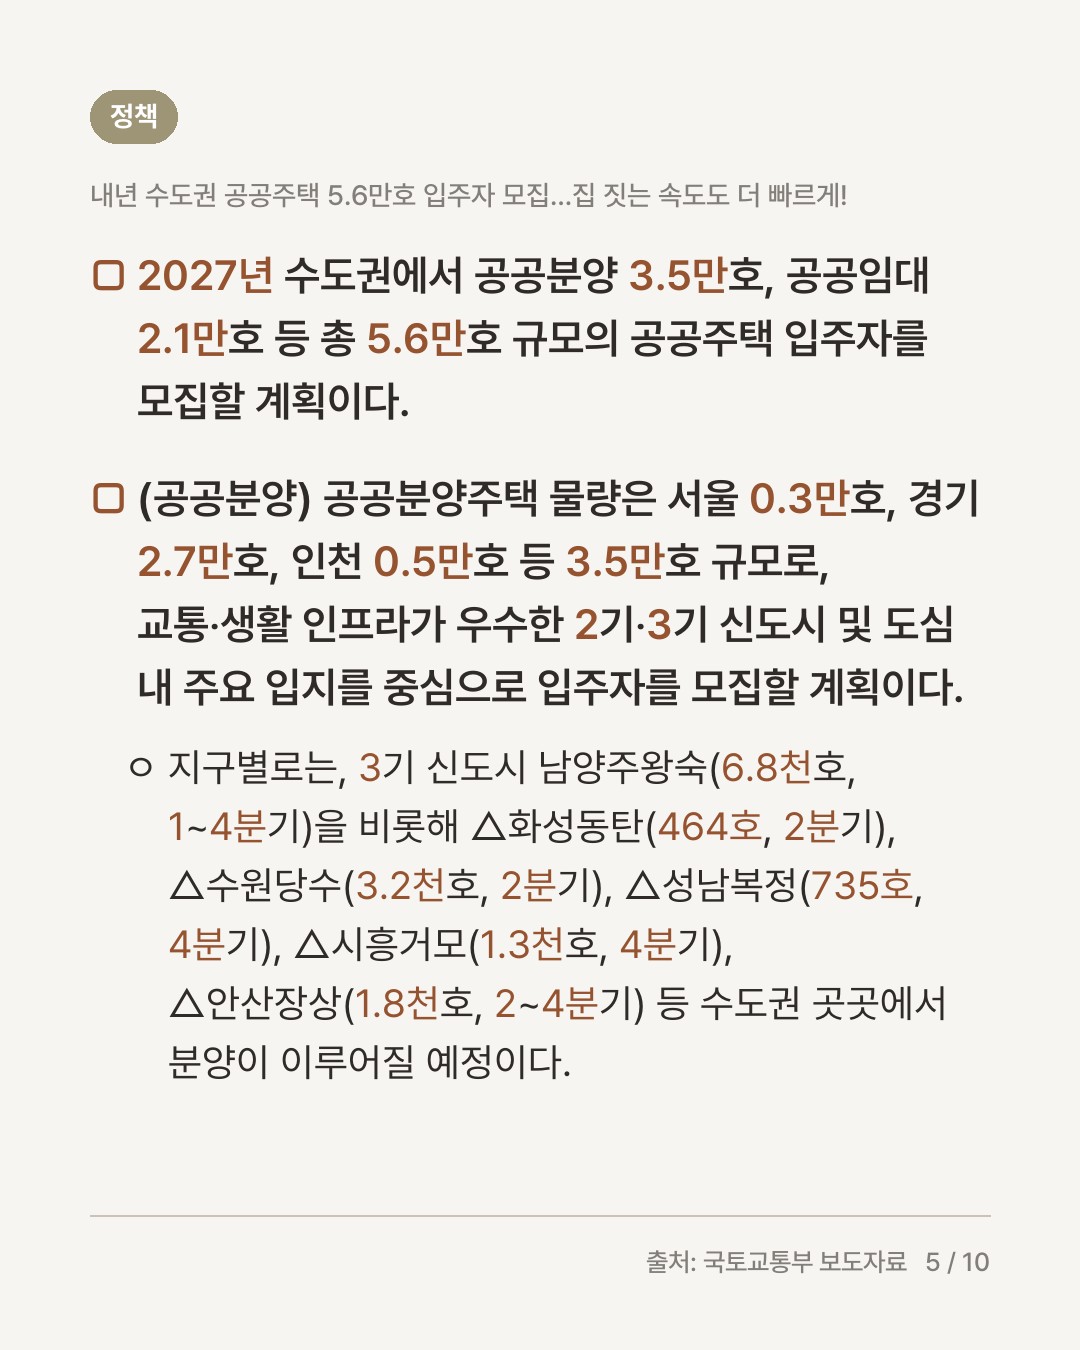 정책
내년 수도권 공공주택 5.6만호 입주자 모집...집 짓는 속도도 더 빠르게!
□ 2027년 수도권에서 공공분양 3.5만호, 공공임대
2.1만호 등 총 5.6만호 규모의 공공주택 입주자를
모집할 계획이다.
□ (공공분양) 공공분양주택 물량은 서울 0.3만호, 경기
2.7만호, 인천 0.5만호 등 3.5만호 규모로,
교통·생활 인프라가 우수한 2기·3기 신도시 및 도심
내 주요 입지를 중심으로 입주자를 모집할 계획이다.
ㅇ 지구별로는, 3기 신도시 남양주왕숙(6.8천호,
1~4분기)을 비롯해 △화성동탄(464호, 2분기),
△수원당수(3.2천호, 2분기), △성남복정(735호,
4분기), △시흥거모(1.3천호, 4분기),
△안산장상(1.8천호, 2~4분기) 등 수도권 곳곳에서
분양이 이루어질 예정이다.
출처: 국토교통부 보도자료 5 / 10